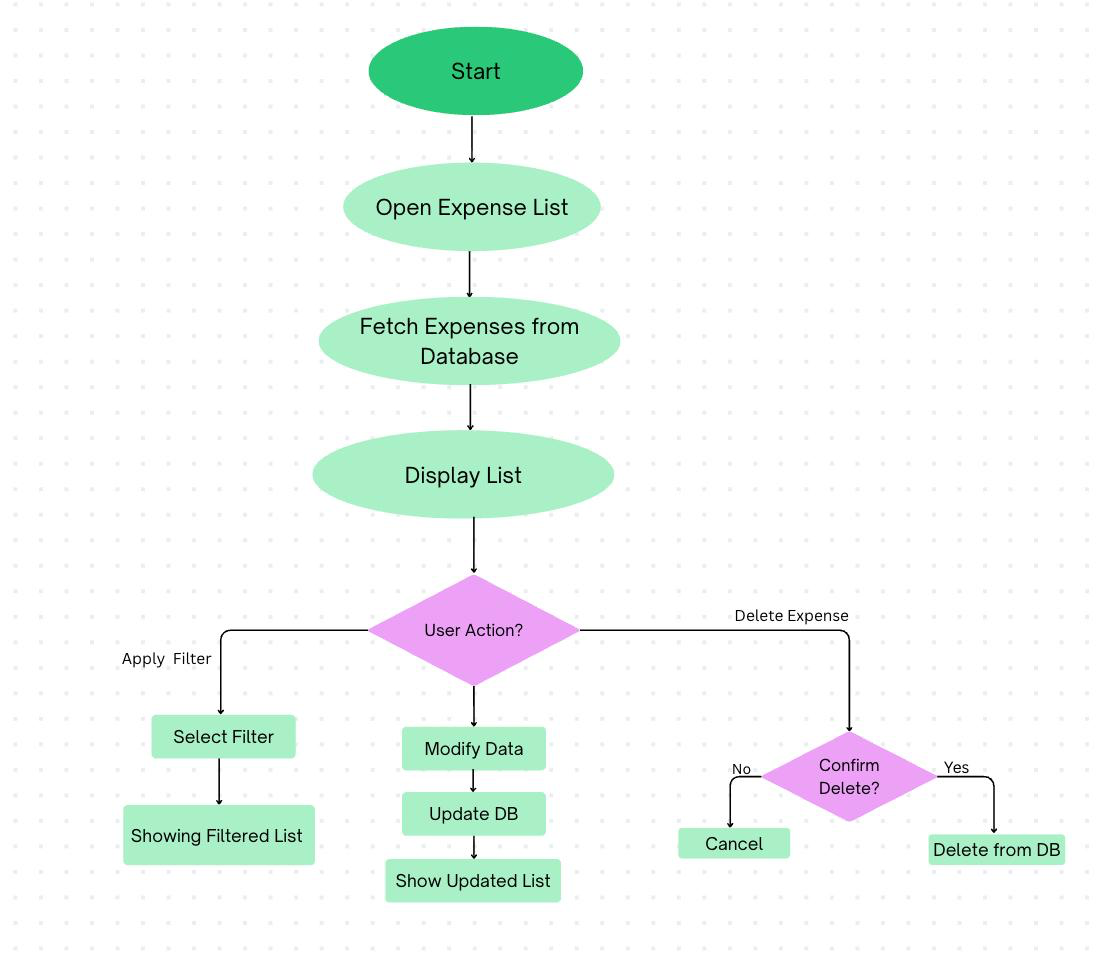 Start
Open Expense List
Fetch Expenses from
Database
Display List
User Action?
Delete Expense
Apply Filter
Select Filter
Showing Filtered List
Modify Data
Update DB
Show Updated List
Confirm
Delete?
No
Yes
Cancel
Delete from DB